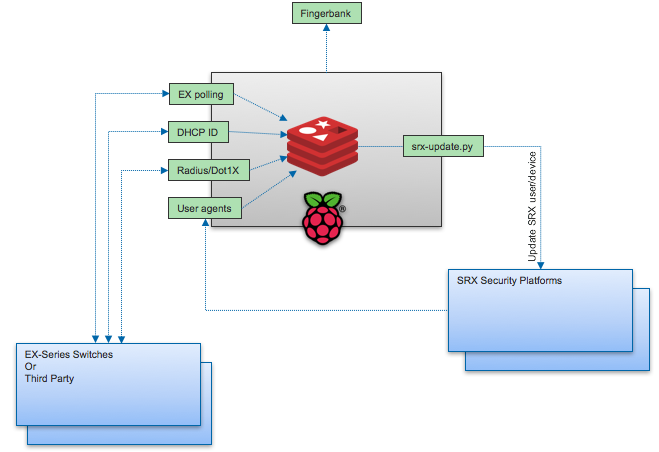 Fingerbank
EX polling
DHCP ID
Radius/Dot1X
User agents
srx-update.py
®
Update SRX user/device
SRX Security Platforms
EX-Series Switches
Or
Third Party